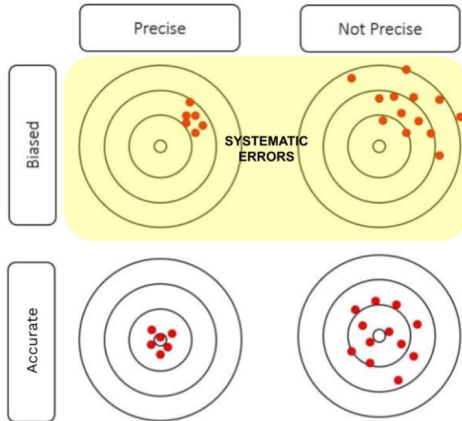 Precise
Not Precise
Biased
SYSTEMATIC
ERRORS
Accurate